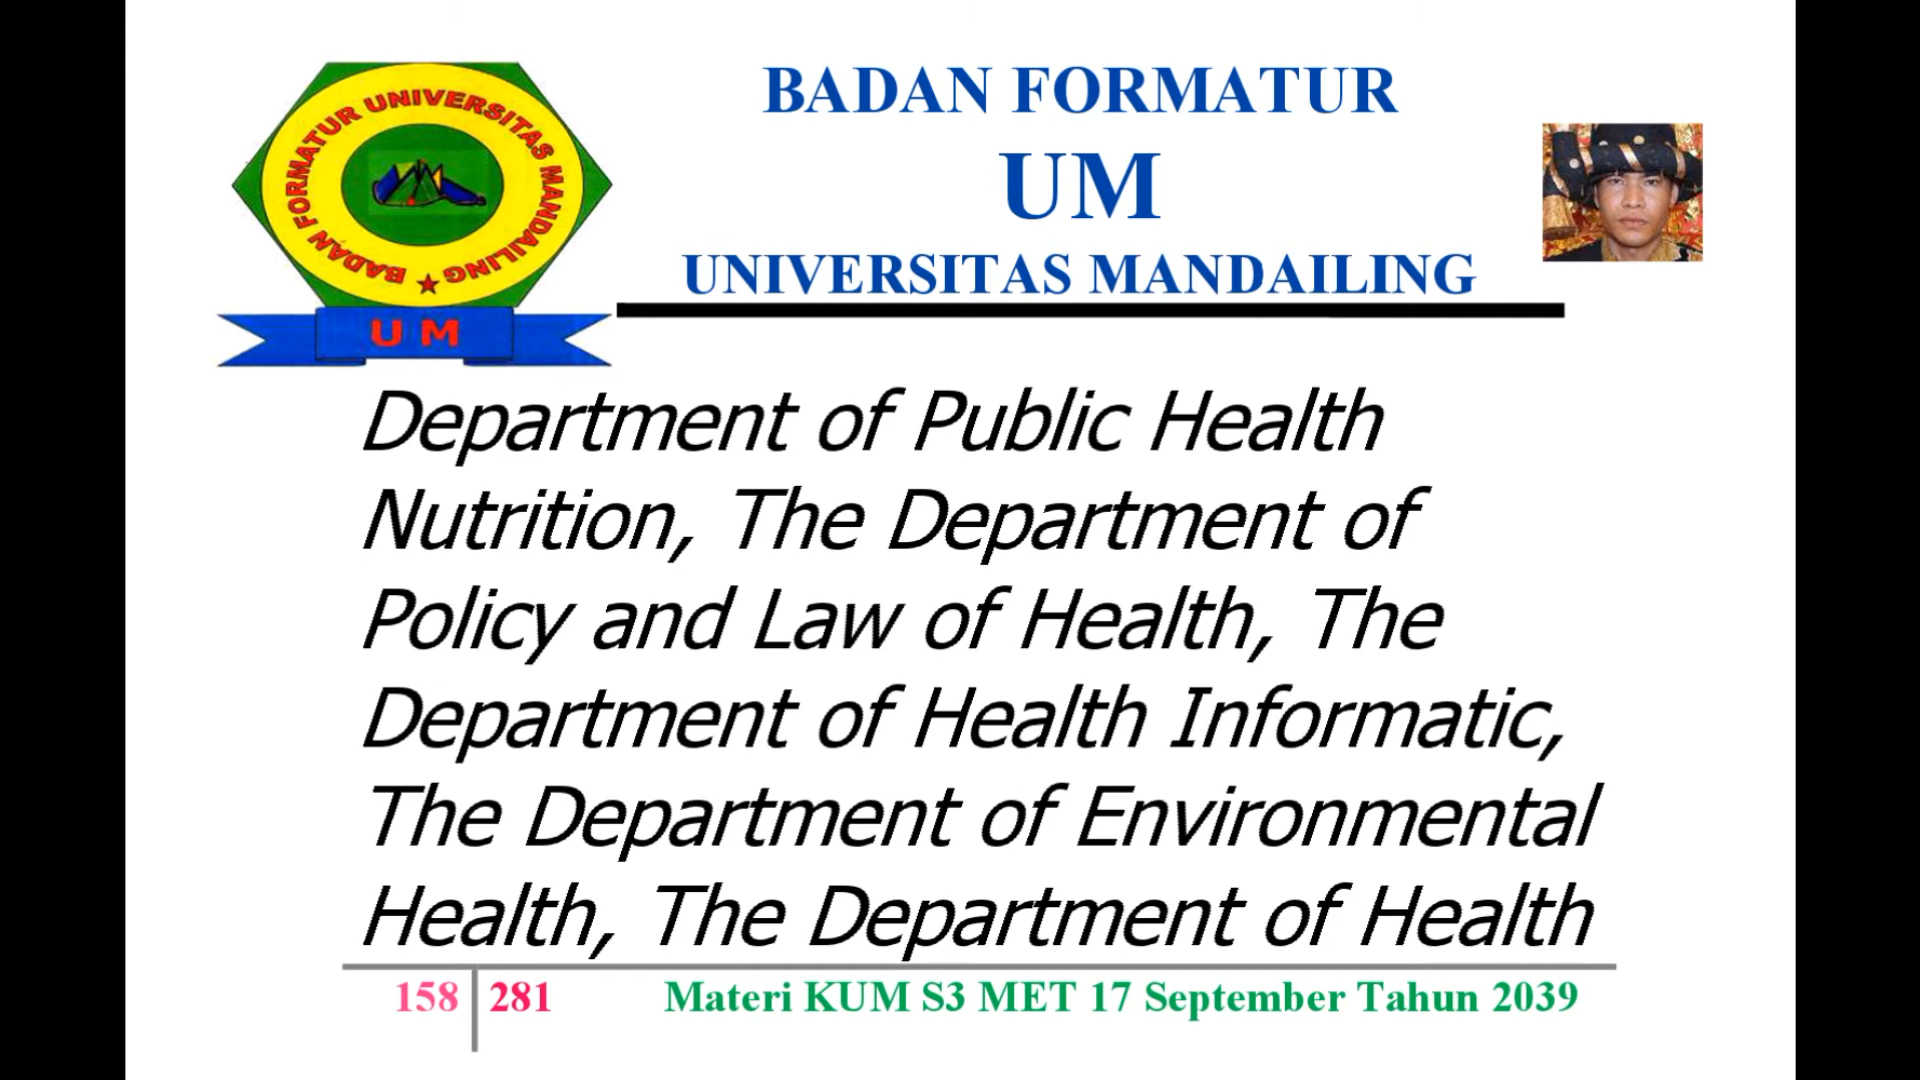 BADAN FORMATUR UNIVERSITAS MANDAILING
U M
BADAN FORMATUR
UM
UNIVERSITAS MANDAILING
Department of Public Health
Nutrition, The Department of
Policy and Law of Health, The
Department of Health Informatic,
The Department of Environmental
Health, The Department of Health
158 281 Materi KUM S3 MET 17 September Tahun 2039